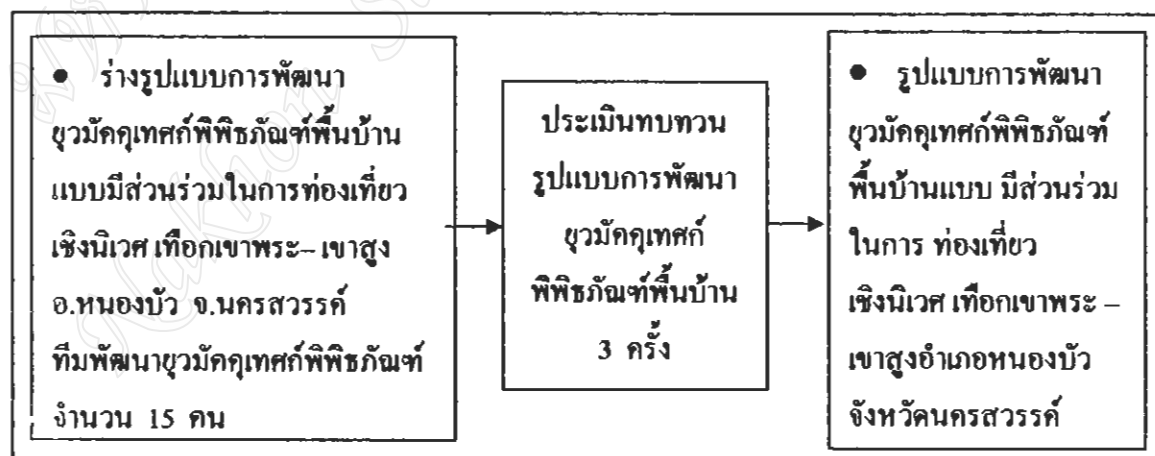 ● ร่างรูปแบบการพัฒนา
ยุวมัคคุเทศก์พิพิธภัณฑ์พื้นบ้าน
แบบมีส่วนร่วมในการท่องเที่ยว
เชิงนิเวศ เทือกเขาพระ– เขาสูง
อ.หนองบัว จ.นครสวรรค์
ทีมพัฒนายุวมัคคุเทศก์พิพิธภัณฑ์
จำนวน 15 คน
ประเมินทบทวน
รูปแบบการพัฒนา
ยุวมัคคุเทศก์
พิพิธภัณฑ์พื้นบ้าน
3 ครั้ง
● รูปแบบการพัฒนา
ยุวมัคคุเทศก์พิพิธภัณฑ์
พื้นบ้านแบบ มีส่วนร่วม
ในการ ท่องเที่ยว
เชิงนิเวศ เทือกเขาพระ –
เขาสูงอำเภอหนองบัว
จังหวัดนครสวรรค์
Nakhon